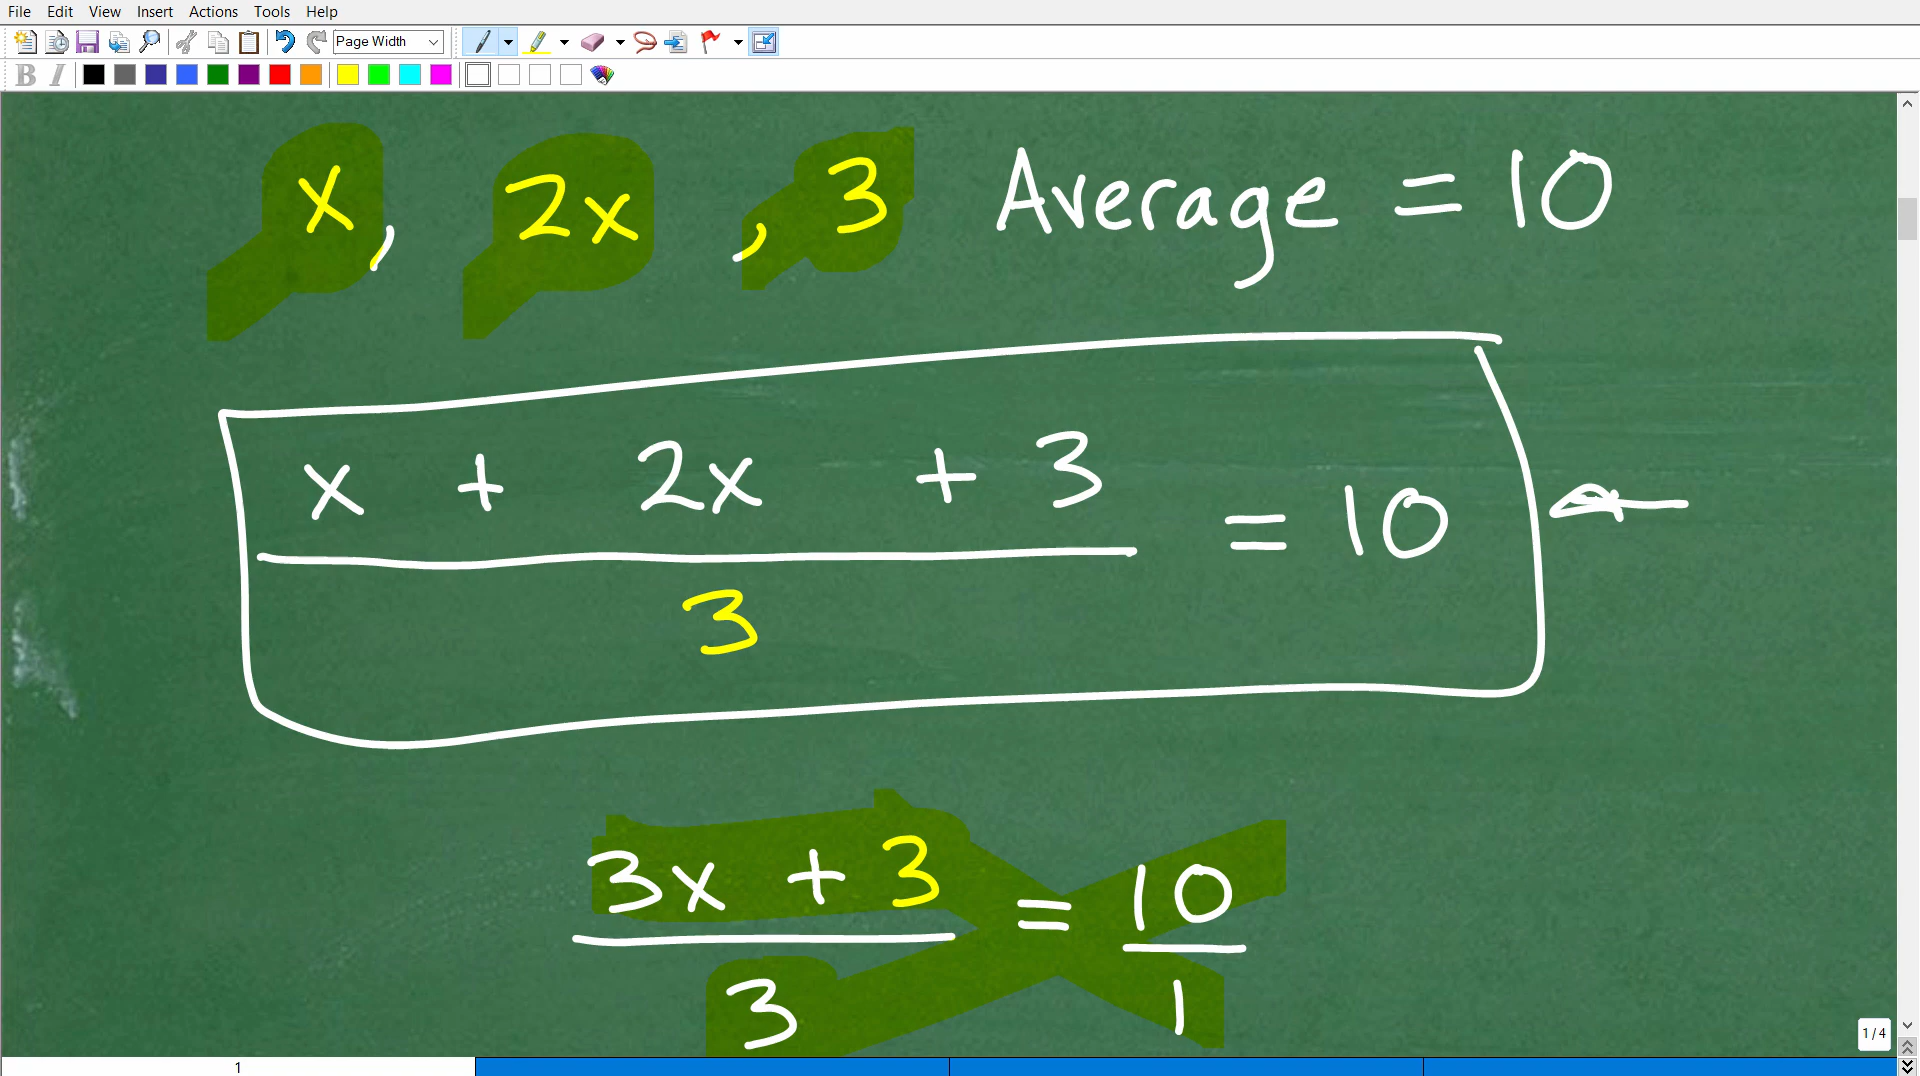 File Edit View Insert Actions Tools Help
Page Width
B I
x, 2x , 3 Average = 10
x + 2x + 3
= 10
3
3x + 3 = 10
3 1
1 / 4
1